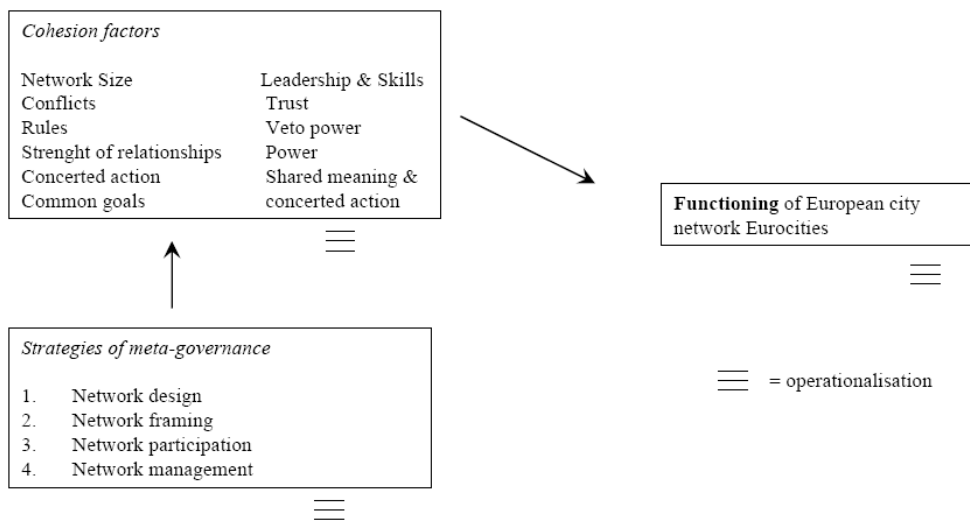 Cohesion factors
Network Size Leadership & Skills
Conflicts Trust
Rules Veto power
Strenght of relationships Power
Concerted action Shared meaning &
Common goals concerted action
Functioning of European city
network Eurocities
Strategies of meta-governance
1. Network design
2. Network framing
3. Network participation
4. Network management
= operationalisation